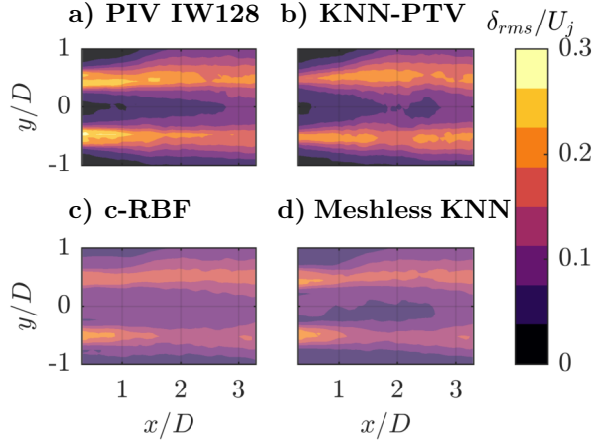 a) PIV IW128
b) KNN-PTV
δrms/Uj
1
0
-1
y/D
0.3
0.2
0.1
0
c) c-RBF
d) Meshless KNN
1
0
-1
y/D
1
2
3
1
2
3
x/D
x/D